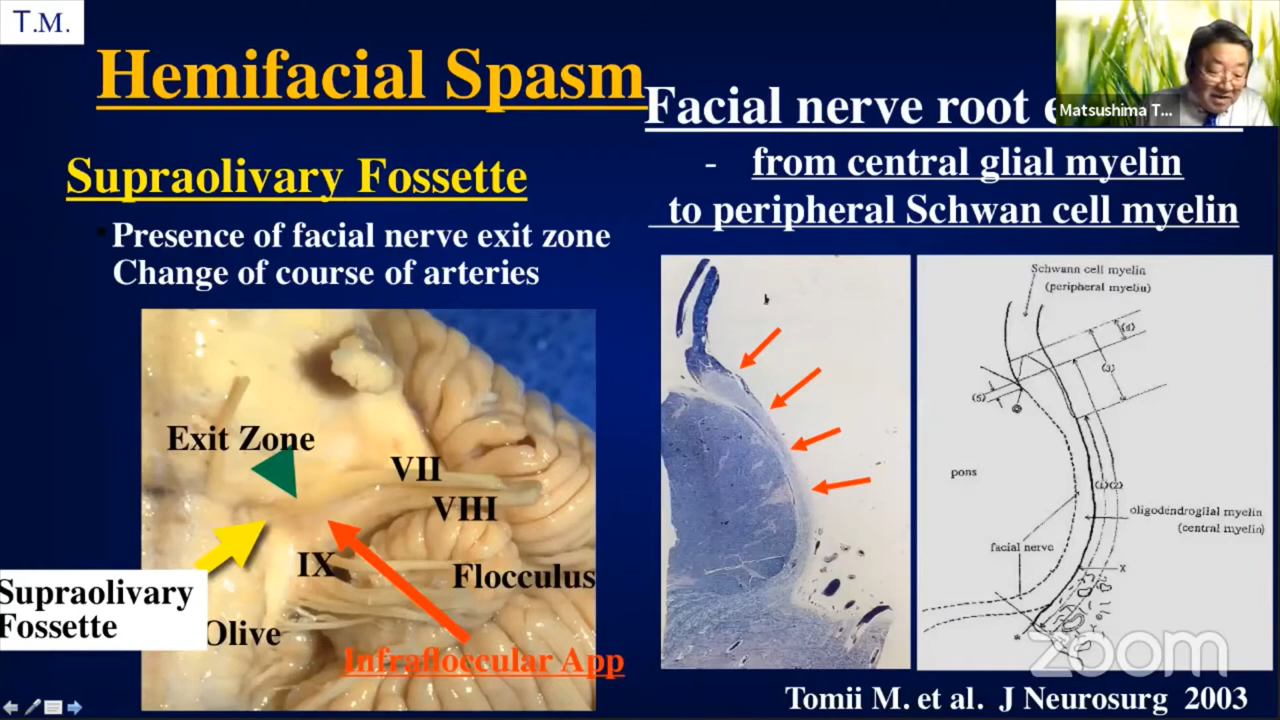 T.M.
Hemifacial Spasm
Facial nerve root
Matsushima T...
- from central glial myelin
to peripheral Schwan cell myelin
Supraolivary Fossette
Presence of facial nerve exit zone
Change of course of arteries
Exit Zone
VII
VIII
IX
Flocculus
Supraolivary
Fossette
Olive
Infrafloccular App
Schwann cell myelin
(peripheral myelin)
pons
oligodendroglial myelin
(central myelin)
facial nerve
X
zoom
Tomii M. et al. J Neurosurg 2003